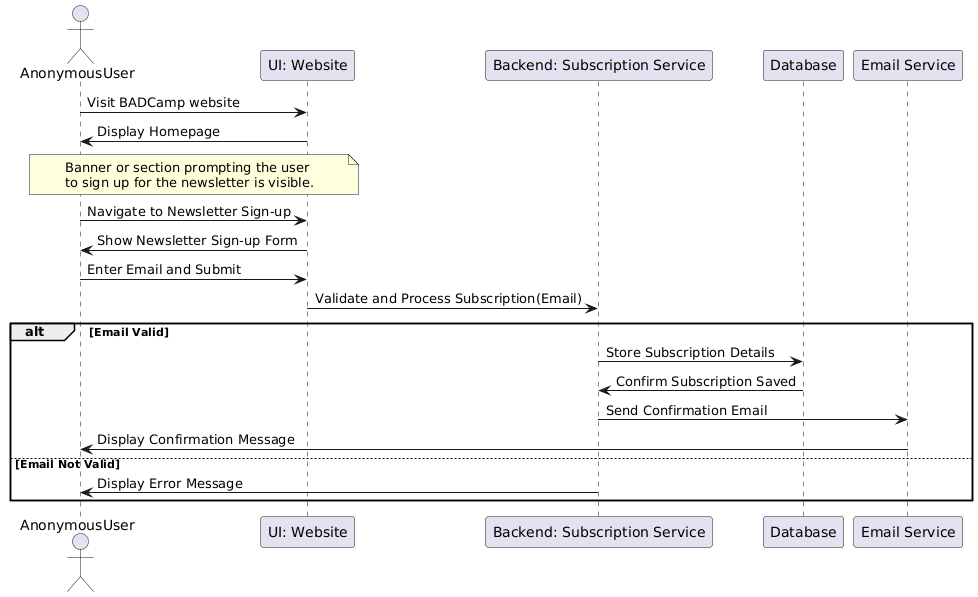 AnonymousUser
UI: Website
Backend: Subscription Service
Database
Email Service
Visit BADCamp website
Display Homepage
Banner or section prompting the user
to sign up for the newsletter is visible.
Navigate to Newsletter Sign-up
Show Newsletter Sign-up Form
Enter Email and Submit
Validate and Process Subscription(Email)
alt
[Email Valid]
Store Subscription Details
Confirm Subscription Saved
Send Confirmation Email
Display Confirmation Message
[Email Not Valid]
Display Error Message
AnonymousUser
UI: Website
Backend: Subscription Service
Database
Email Service